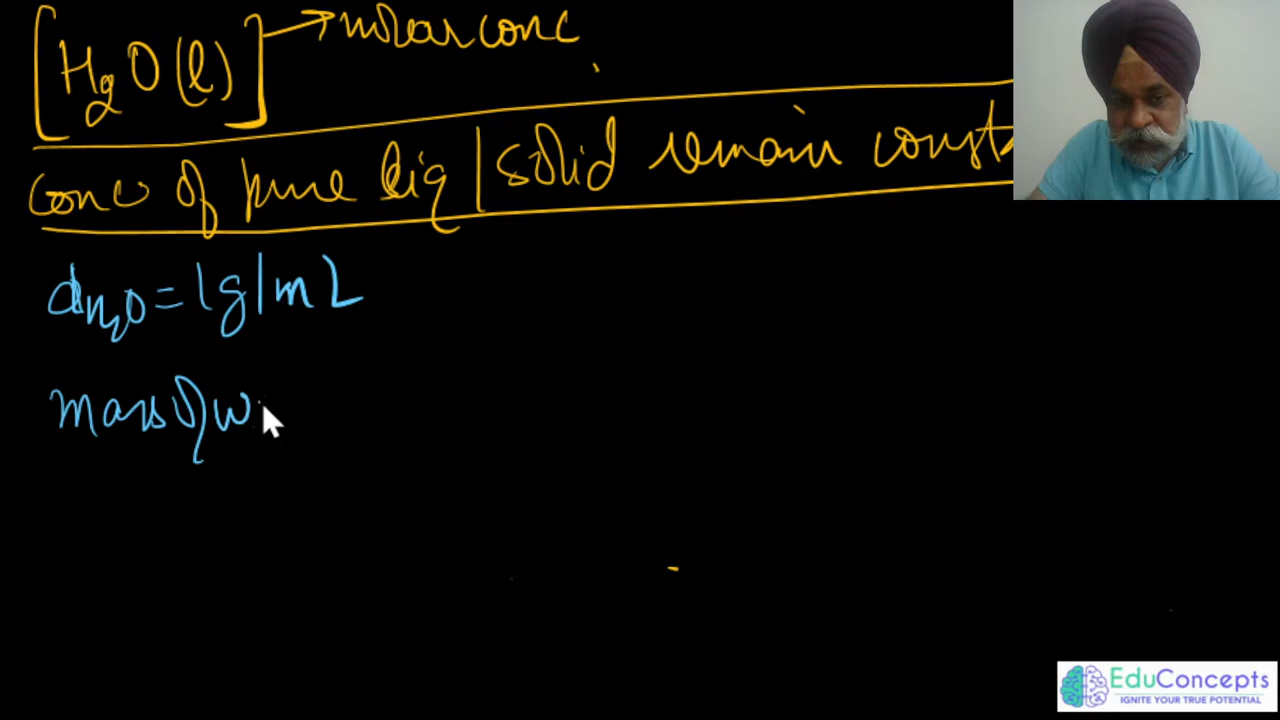 [H2O(l)] → molar conc
conc of pure liq | solid remain consta
dH2O = 1g/mL
mass of w
EduConcepts
IGNITE YOUR TRUE POTENTIAL